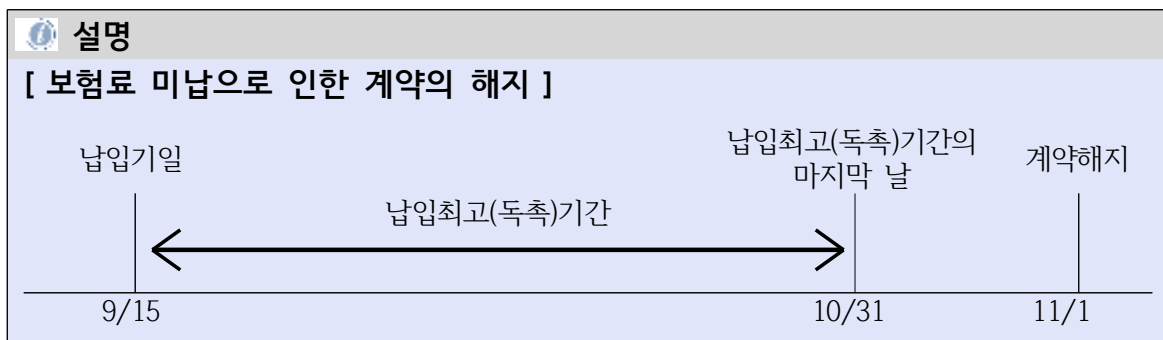 설명
[ 보험료 미납으로 인한 계약의 해지 ]
납입기일
납입최고(독촉)기간의
마지막 날
계약해지
납입최고(독촉)기간
9/15
10/31
11/1